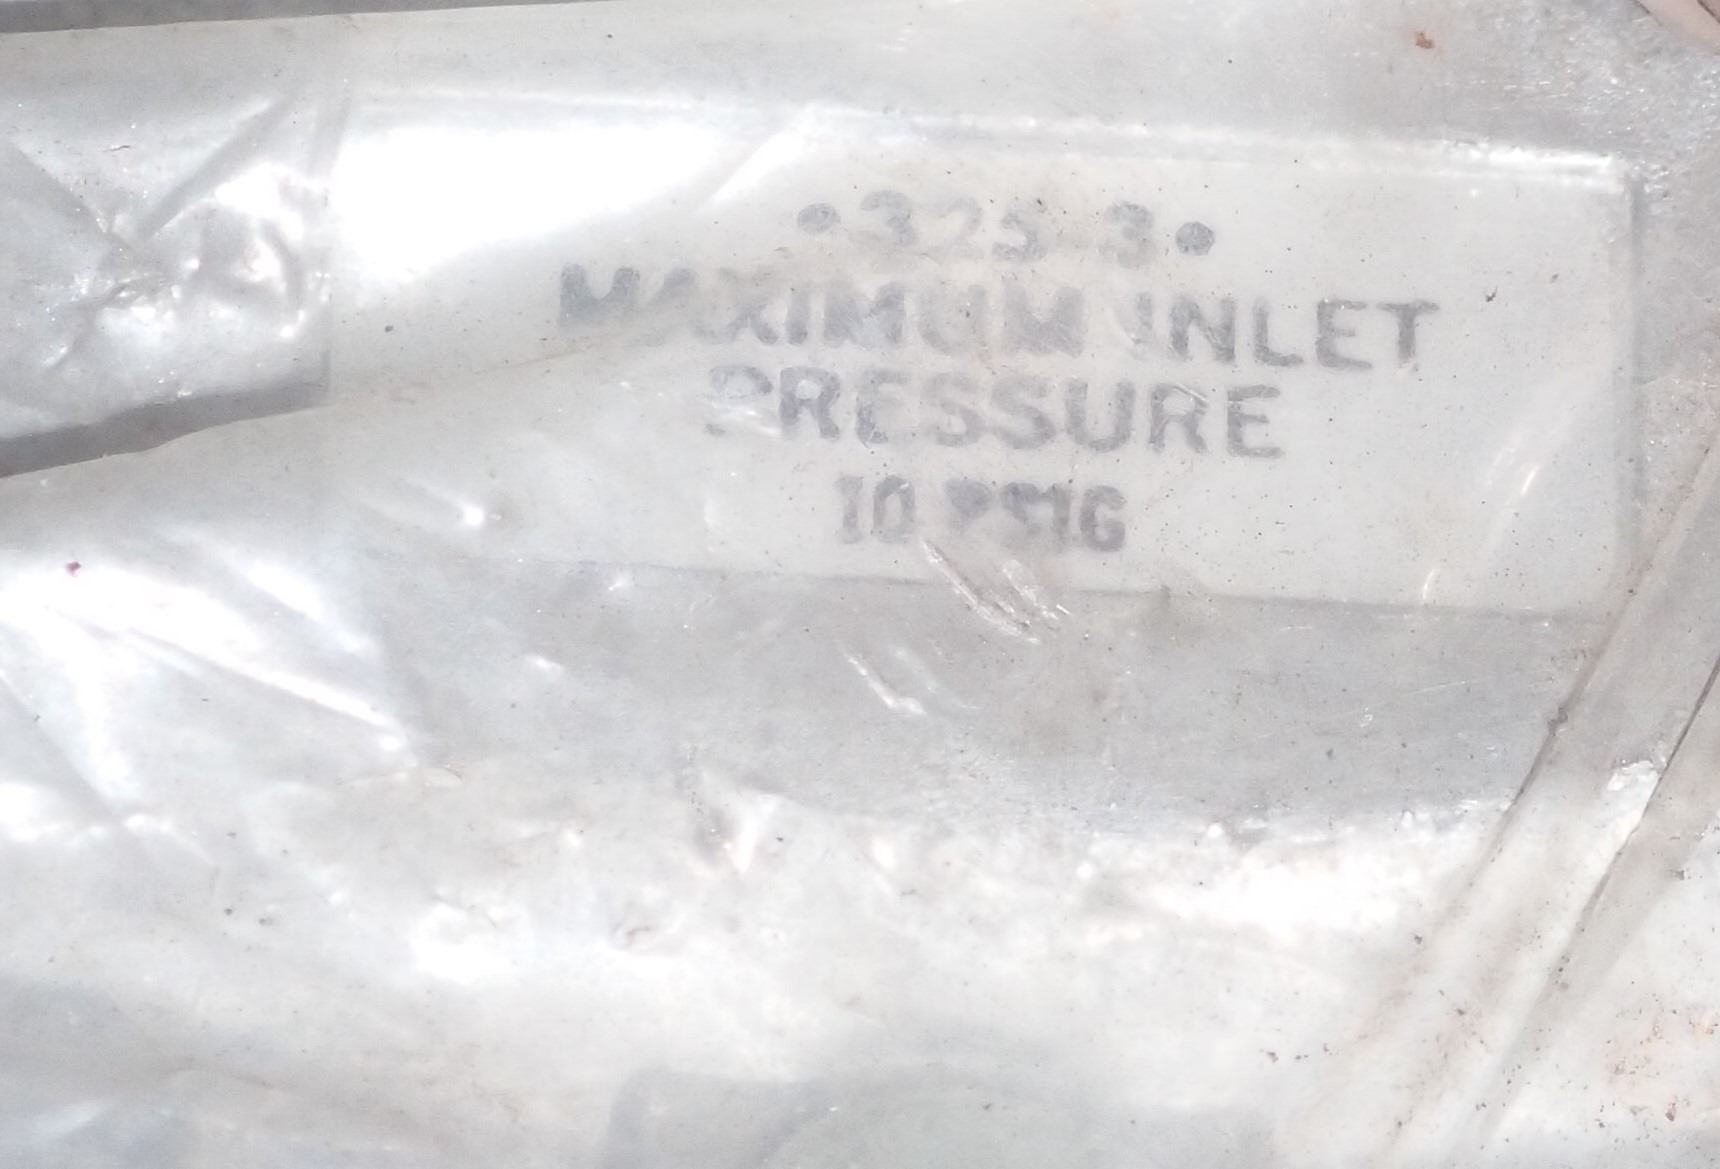 •325 3•
MAXIMUM INLET
PRESSURE
10 PSIG